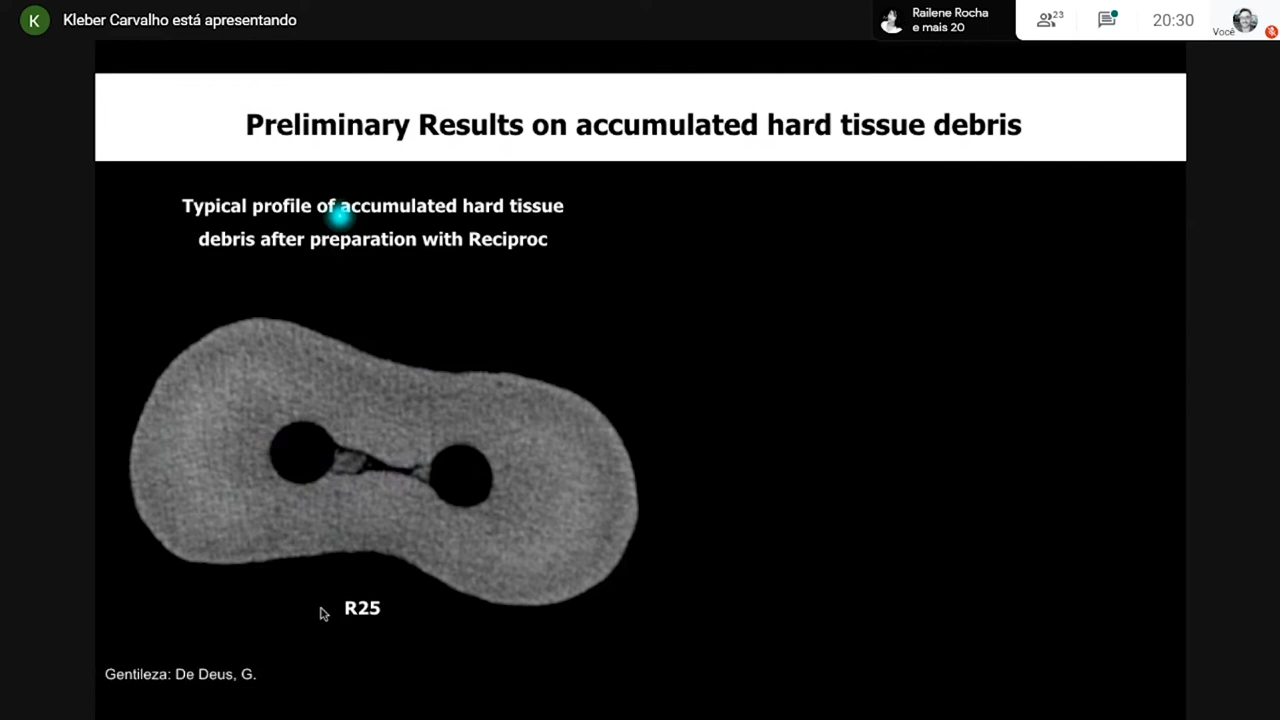 K
Kleber Carvalho está apresentando
Railene Rocha
e mais 20
23
20:30
Você
Preliminary Results on accumulated hard tissue debris
Typical profile of accumulated hard tissue
debris after preparation with Reciproc
R25
Gentileza: De Deus, G.